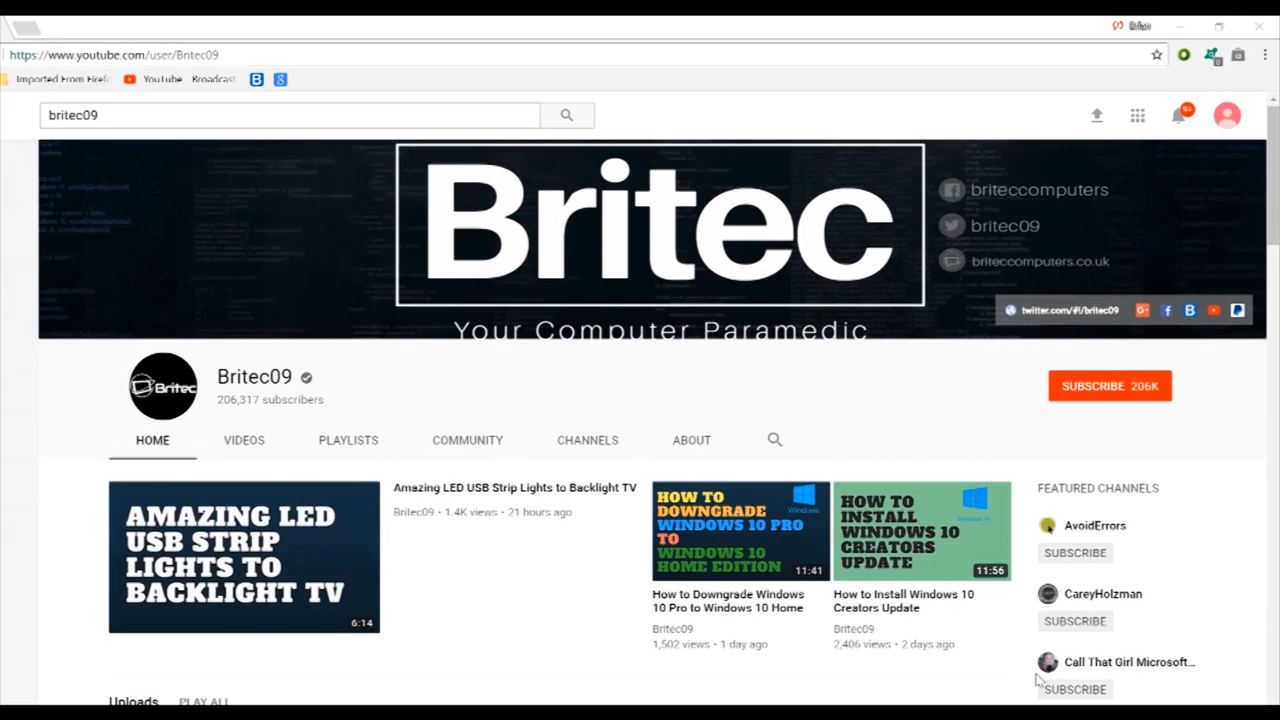 https://www.youtube.com/user/Britec09
Imported From Firefo
YouTube
Broadcast
B
g
britec09
9+
Britec
Your Computer Paramedic
briteccomputers
britec09
briteccomputers.co.uk
twitter.com/#!/britec09
Britec
Britec09
206,317 subscribers
SUBSCRIBE 206K
HOME
VIDEOS
PLAYLISTS
COMMUNITY
CHANNELS
ABOUT
AMAZING LED
USB STRIP
LIGHTS TO
BACKLIGHT TV
6:14
Amazing LED USB Strip Lights to Backlight TV
Britec09 • 1.4K views • 21 hours ago
HOW TO
DOWNGRADE
WINDOWS 10 PRO
TO
WINDOWS 10
HOME EDITION
Windows
11:41
How to Downgrade Windows
10 Pro to Windows 10 Home
Britec09
1,502 views • 1 day ago
HOW TO
INSTALL
WINDOWS 10
CREATORS
UPDATE
11:56
How to Install Windows 10
Creators Update
Britec09
2,406 views • 2 days ago
FEATURED CHANNELS
AvoidErrors
SUBSCRIBE
CareyHolzman
SUBSCRIBE
Call That Girl Microsoft...
SUBSCRIBE
Uploads
PLAY ALL